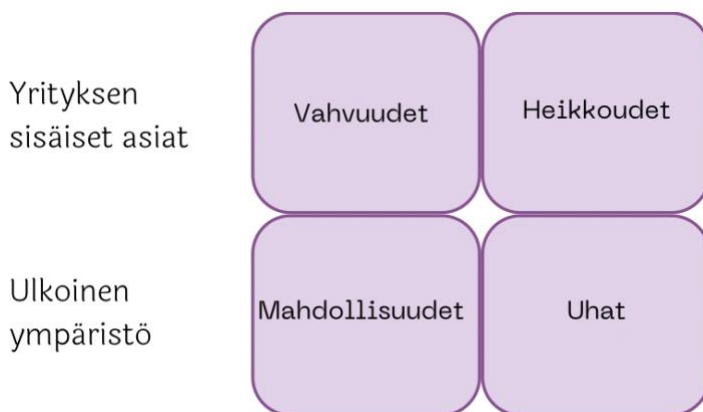 Yrityksen
sisäiset asiat
Vahvuudet
Heikkoudet
Ulkoinen
ympäristö
Mahdollisuudet
Uhat